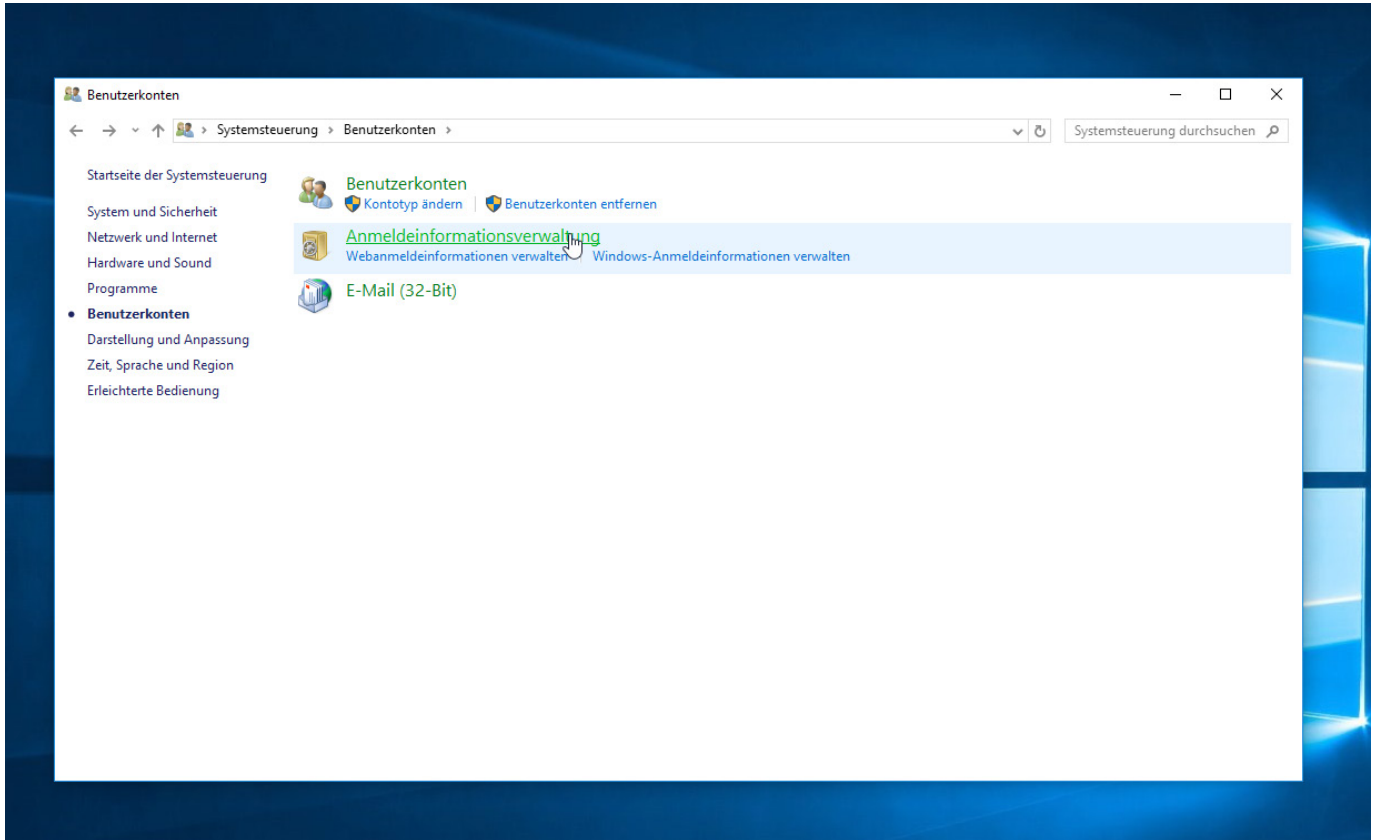 Benutzerkonten
Systemsteuerung > Benutzerkonten >
Systemsteuerung durchsuchen
Startseite der Systemsteuerung
System und Sicherheit
Netzwerk und Internet
Hardware und Sound
Programme
Benutzerkonten
Darstellung und Anpassung
Zeit, Sprache und Region
Erleichterte Bedienung
Benutzerkonten
Kontotyp ändern Benutzerkonten entfernen
Anmeldeinformationsverwaltung
Webanmeldeinformationen verwalten Windows-Anmeldeinformationen verwalten
E-Mail (32-Bit)